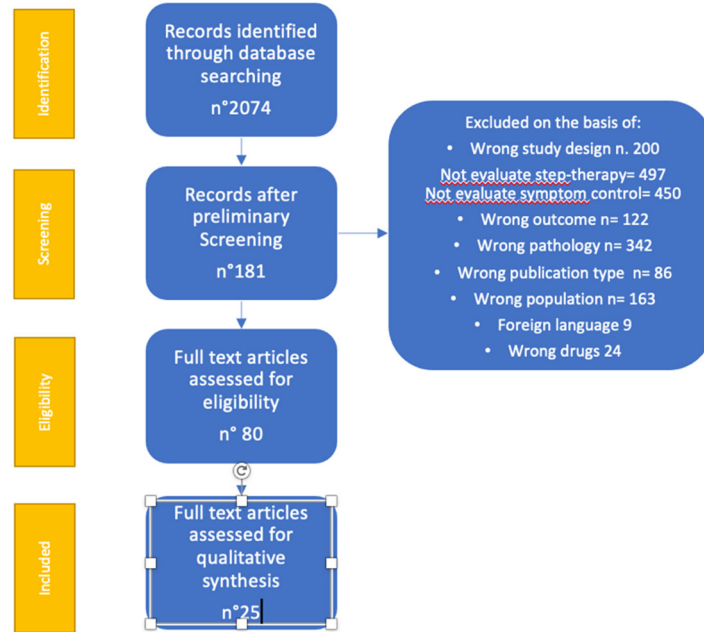 Identification
Records identified
through database
searching
n°2074
Screening
Records after
preliminary
Screening
n°181
Excluded on the basis of:
• Wrong study design n. 200
Not evaluate step-therapy= 497
Not evaluate symptom control= 450
• Wrong outcome n= 122
• Wrong pathology n= 342
• Wrong publication type n= 86
• Wrong population n= 163
• Foreign language 9
• Wrong drugs 24
Eligibility
Full text articles
assessed for
eligibility
n° 80
Included
Full text articles
assessed for
qualitative
synthesis
n°25